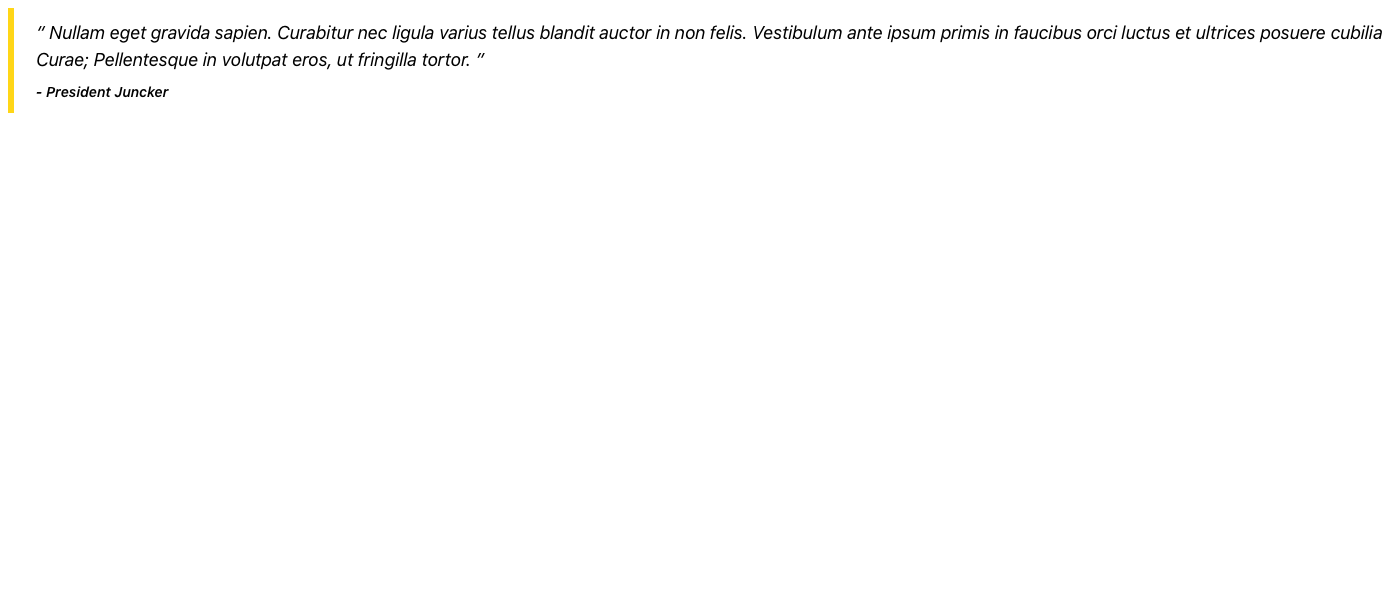 " Nullam eget gravida sapien. Curabitur nec ligula varius tellus blandit auctor in non felis. Vestibulum ante ipsum primis in faucibus orci luctus et ultrices posuere cubilia
Curae; Pellentesque in volutpat eros, ut fringilla tortor. "
- President Juncker